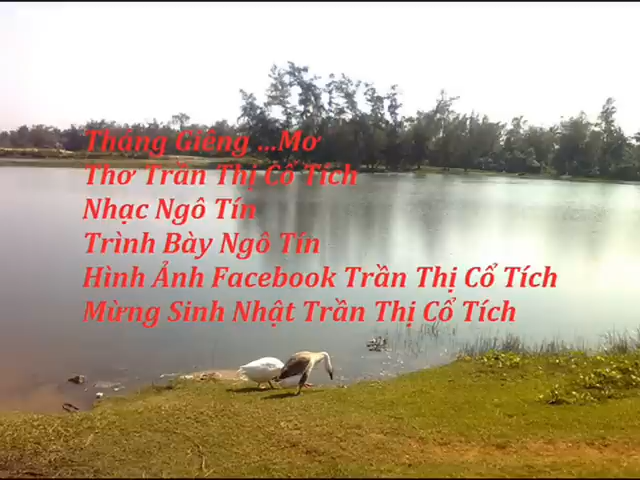 Tháng Giêng ...Mơ
Thơ Trần Thị Cổ Tích
Nhạc Ngô Tín
Trình Bày Ngô Tín
Hình Ảnh Facebook Trần Thị Cổ Tích
Mừng Sinh Nhật Trần Thị Cổ Tích